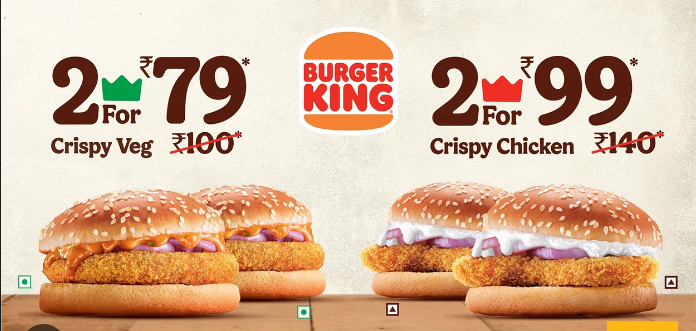 2 For ₹79*
Crispy Veg ₹100*
BURGER
KING
2 For ₹99*
Crispy Chicken ₹140*